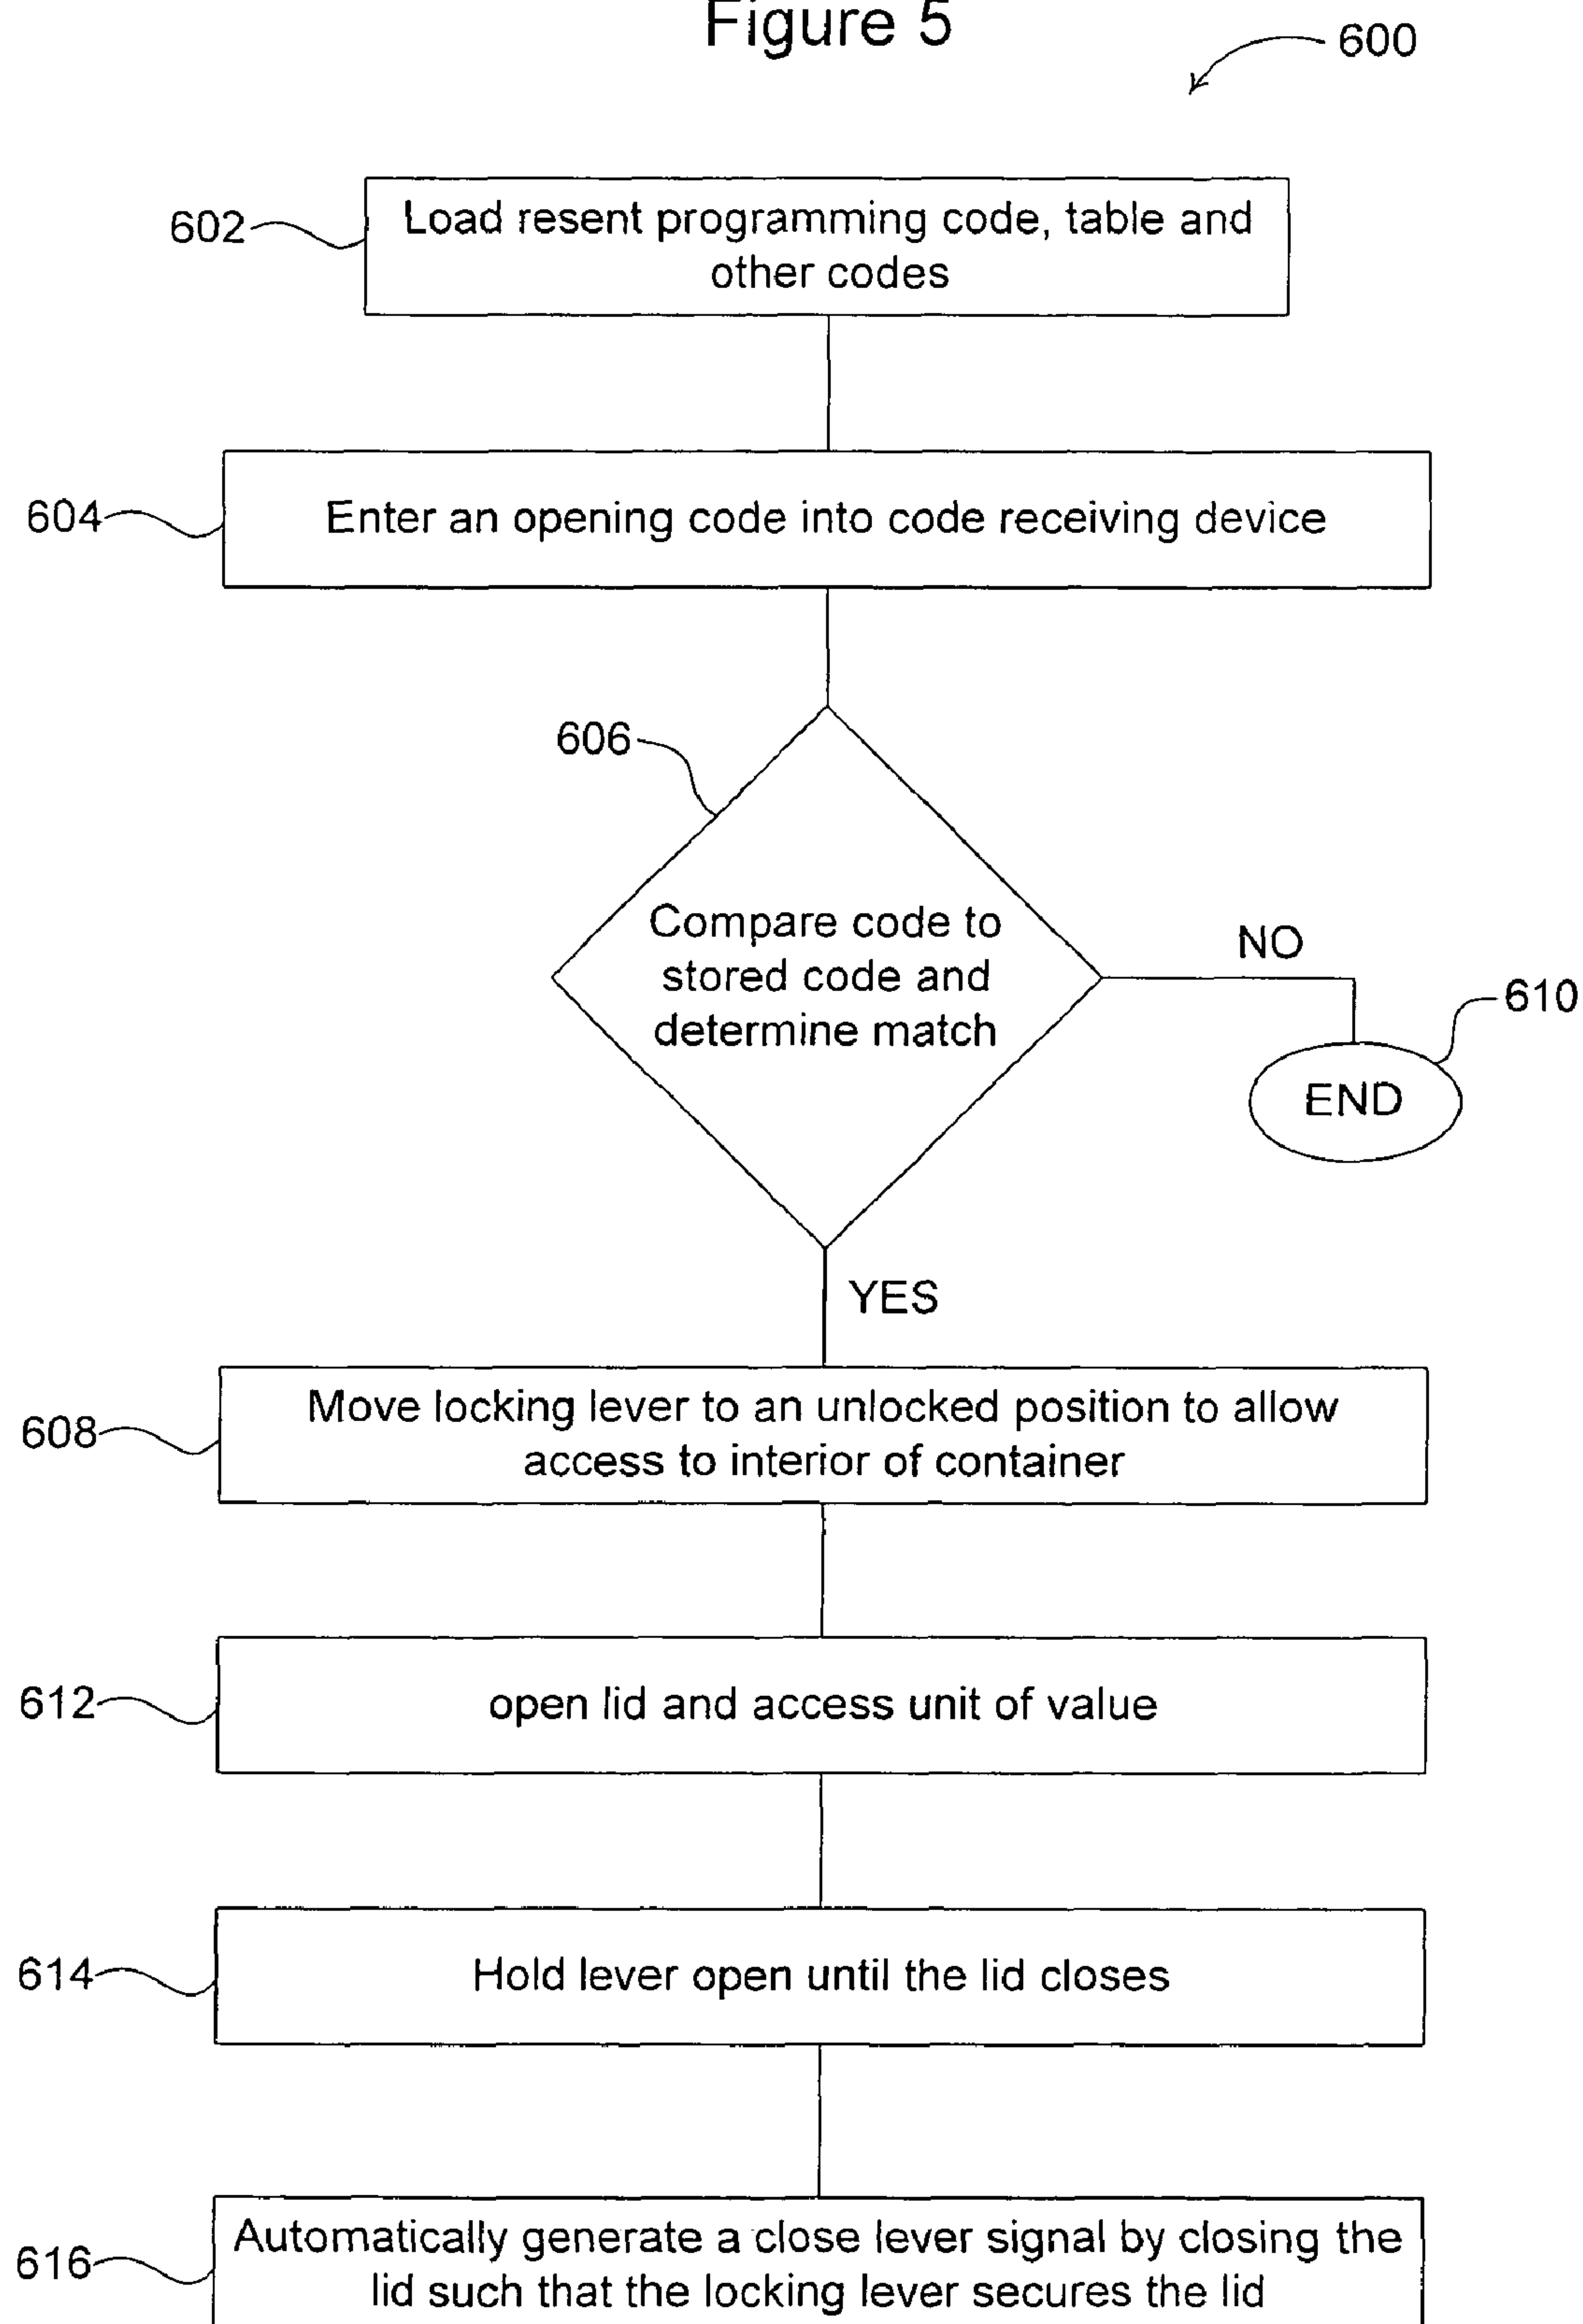 Figure 5
600
602
Load resent programming code, table and
other codes
604
Enter an opening code into code receiving device
606
Compare code to
stored code and
determine match
NO
610
END
YES
608
Move locking lever to an unlocked position to allow
access to interior of container
612
open lid and access unit of value
614
Hold lever open until the lid closes
616
Automatically generate a close lever signal by closing the
lid such that the locking lever secures the lid